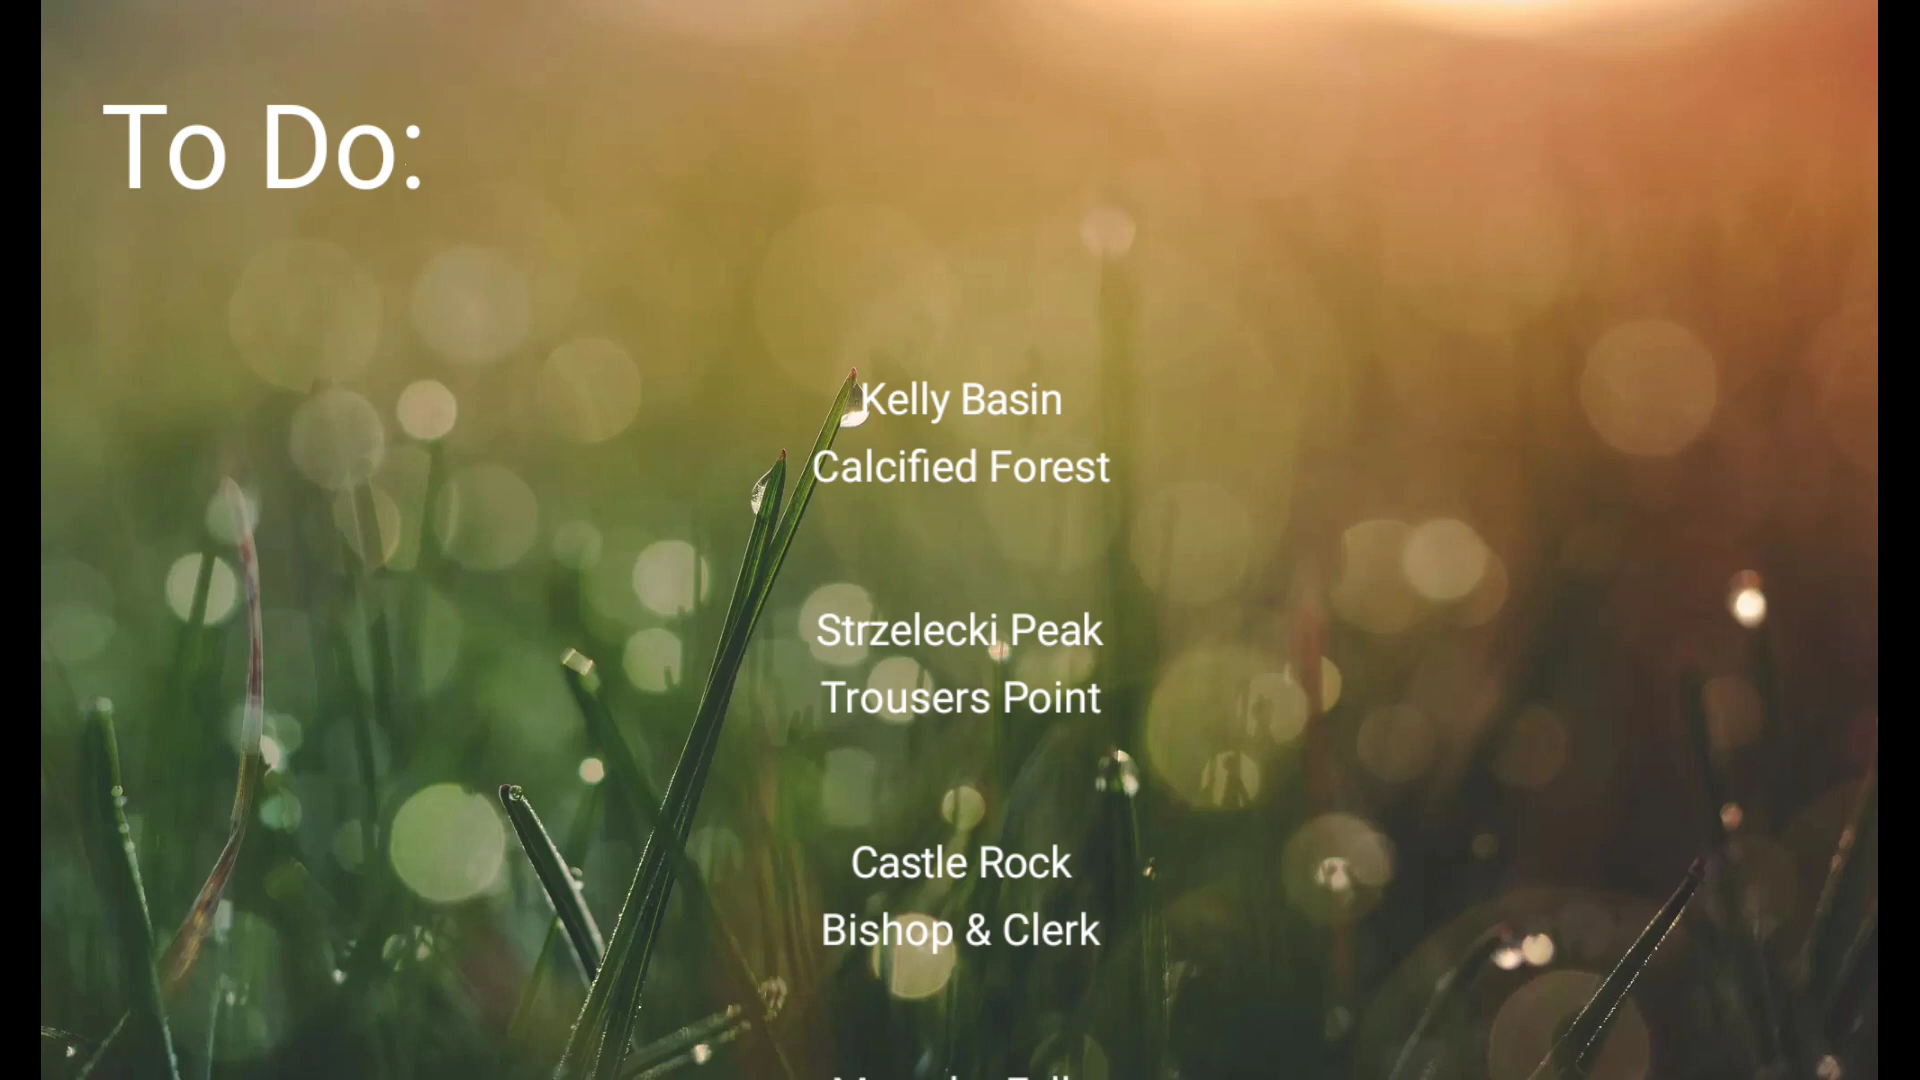 To Do:
Kelly Basin
Calcified Forest
Strzelecki Peak
Trousers Point
Castle Rock
Bishop & Clerk